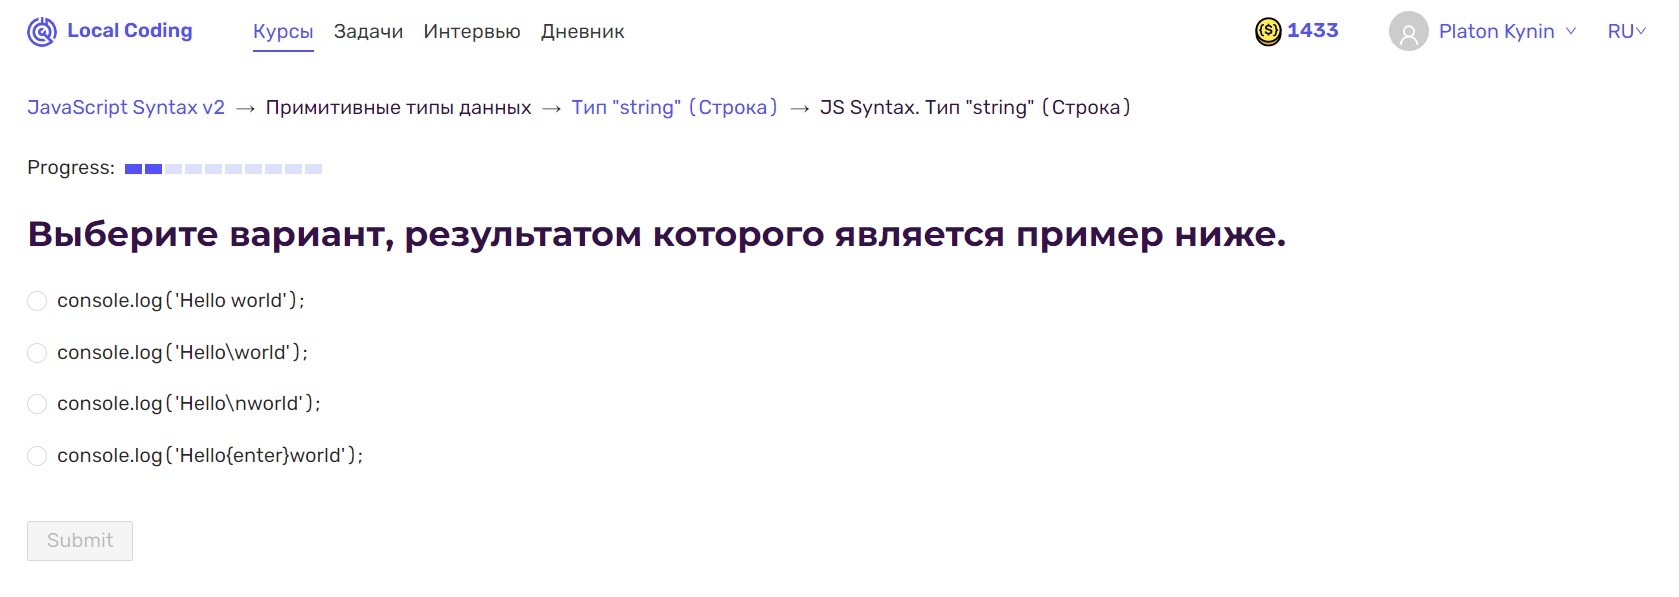 Local Coding Курсы Задачи Интервью Дневник 1433 Platon Kynin RU
JavaScript Syntax v2 → Примитивные типы данных → Тип "string" (Строка) → JS Syntax. Тип "string" (Строка)
Progress:
Выберите вариант, результатом которого является пример ниже.
console.log('Hello world');
console.log('Hello\world');
console.log('Hello\nworld');
console.log('Hello{enter}world');
Submit